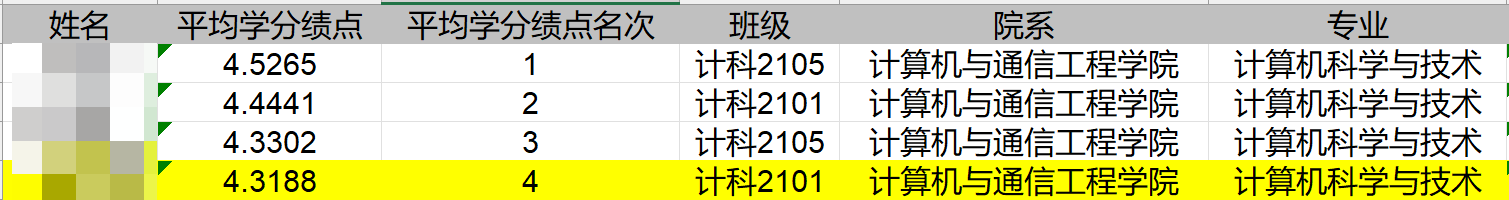 姓名 平均学分绩点 平均学分绩点名次 班级 院系 专业
4.5265 1 计科2105 计算机与通信工程学院 计算机科学与技术
4.4441 2 计科2101 计算机与通信工程学院 计算机科学与技术
4.3302 3 计科2105 计算机与通信工程学院 计算机科学与技术
4.3188 4 计科2101 计算机与通信工程学院 计算机科学与技术